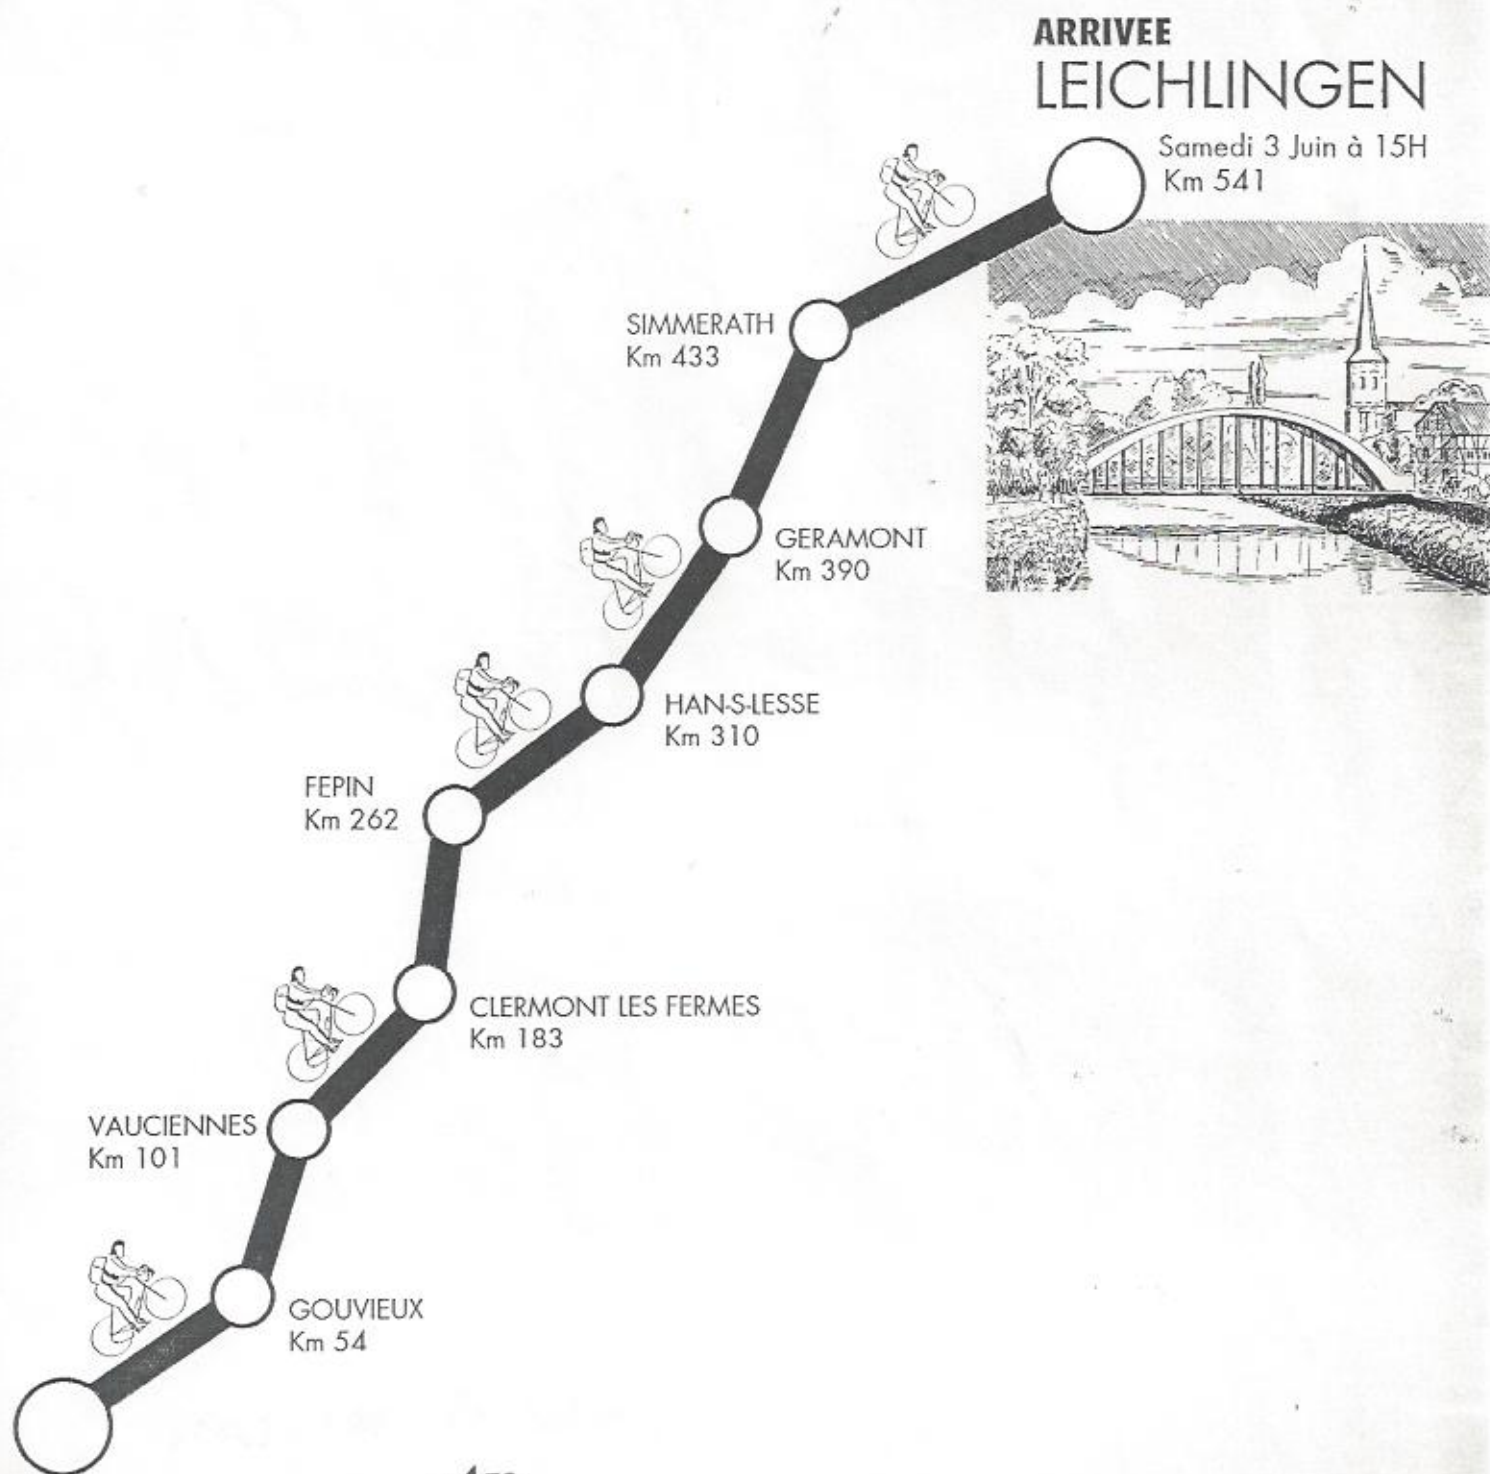 ARRIVEE
LEICHLINGEN
Samedi 3 Juin à 15H
Km 541
SIMMERATH
Km 433
GERAMONT
Km 390
HAN-S-LESSE
Km 310
FEPIN
Km 262
CLERMONT LES FERMES
Km 183
VAUCIENNES
Km 101
GOUVIEUX
Km 54